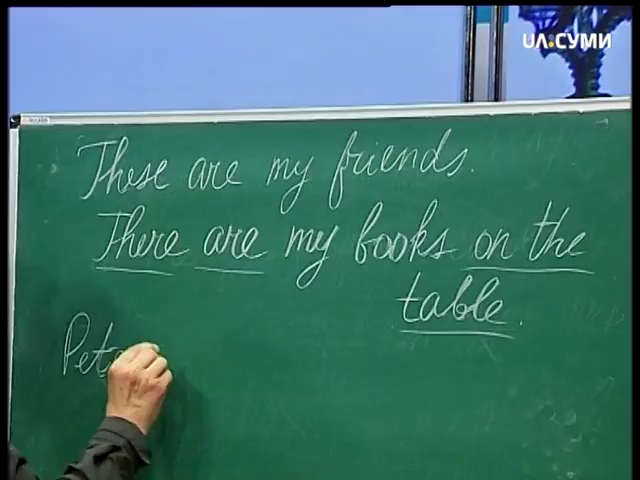 UA:СУМИ
These are my friends.
There are my books on the
table.
Pet